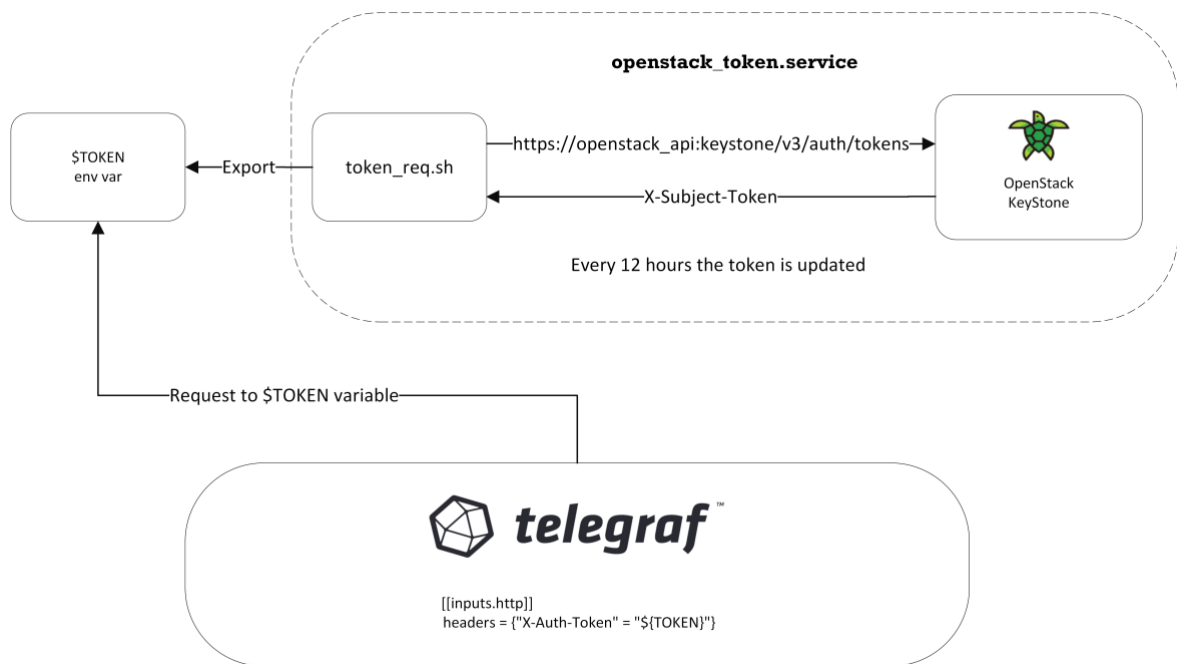 openstack_token.service
$TOKEN
env var
Export
token_req.sh
https://openstack_api:keystone/v3/auth/tokens
X-Subject-Token
OpenStack
KeyStone
Every 12 hours the token is updated
Request to $TOKEN variable
telegraf™
[[inputs.http]]
headers = {"X-Auth-Token" = "${TOKEN}"}